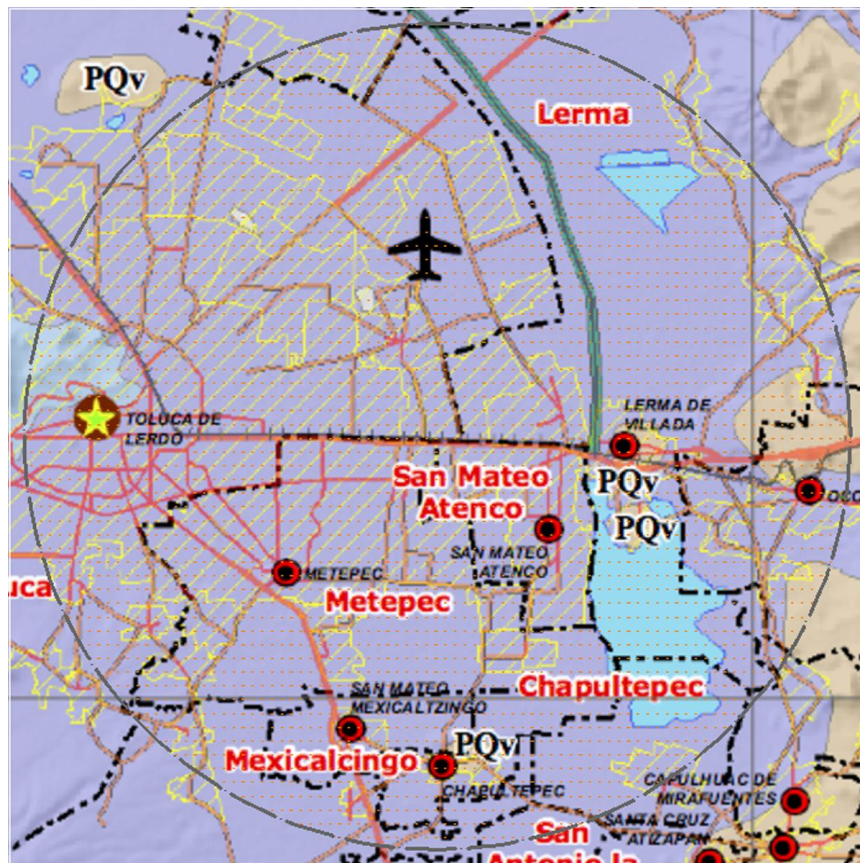 PQv
Lerma
TOLUCA DE
LERDO
LERMA DE
VILLADA
San Mateo
Atenco
PQv
OCO
PQv
SAN MATEO
ATENCO
METEPEC
uca
Metepec
Chapultepec
SAN MATEO
MEXICALTZINGO
PQv
Mexicalcingo
CHAPULTEPEC
CAPULHUAC DE
MIRAFUENTES
SANTA CRUZ
ATIZAPAN
San
Antonio la